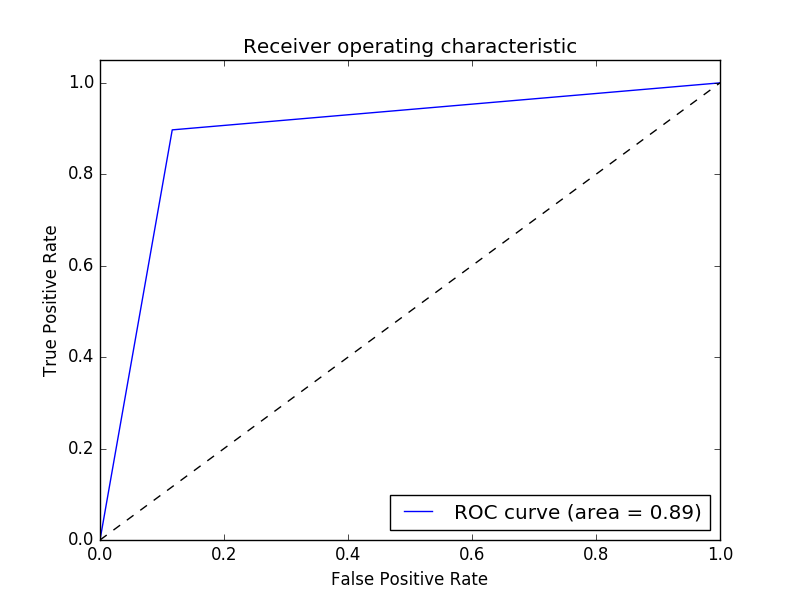 Receiver operating characteristic
1.0
0.8
0.6
0.4
0.2
0.0
True Positive Rate
ROC curve (area = 0.89)
0.0 0.2 0.4 0.6 0.8 1.0
False Positive Rate